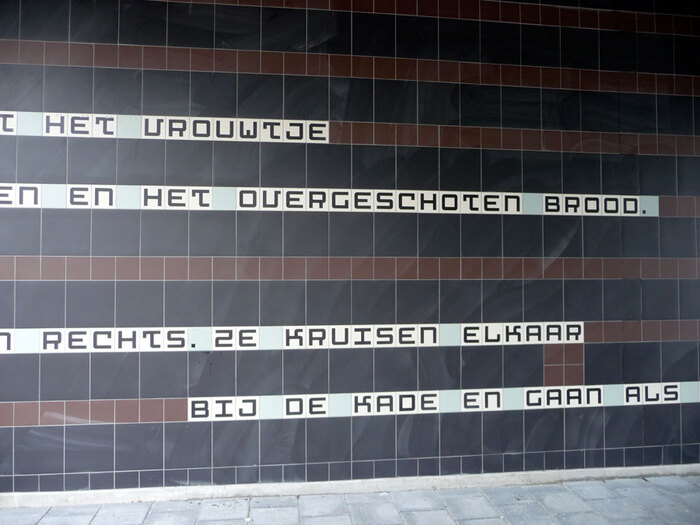 T HET VROUWTJE
EN EN HET OVERGESCHOTEN BROOD.
N RECHTS. ZE KRUISEN ELKAAR
BIJ DE KADE EN GAAN ALS